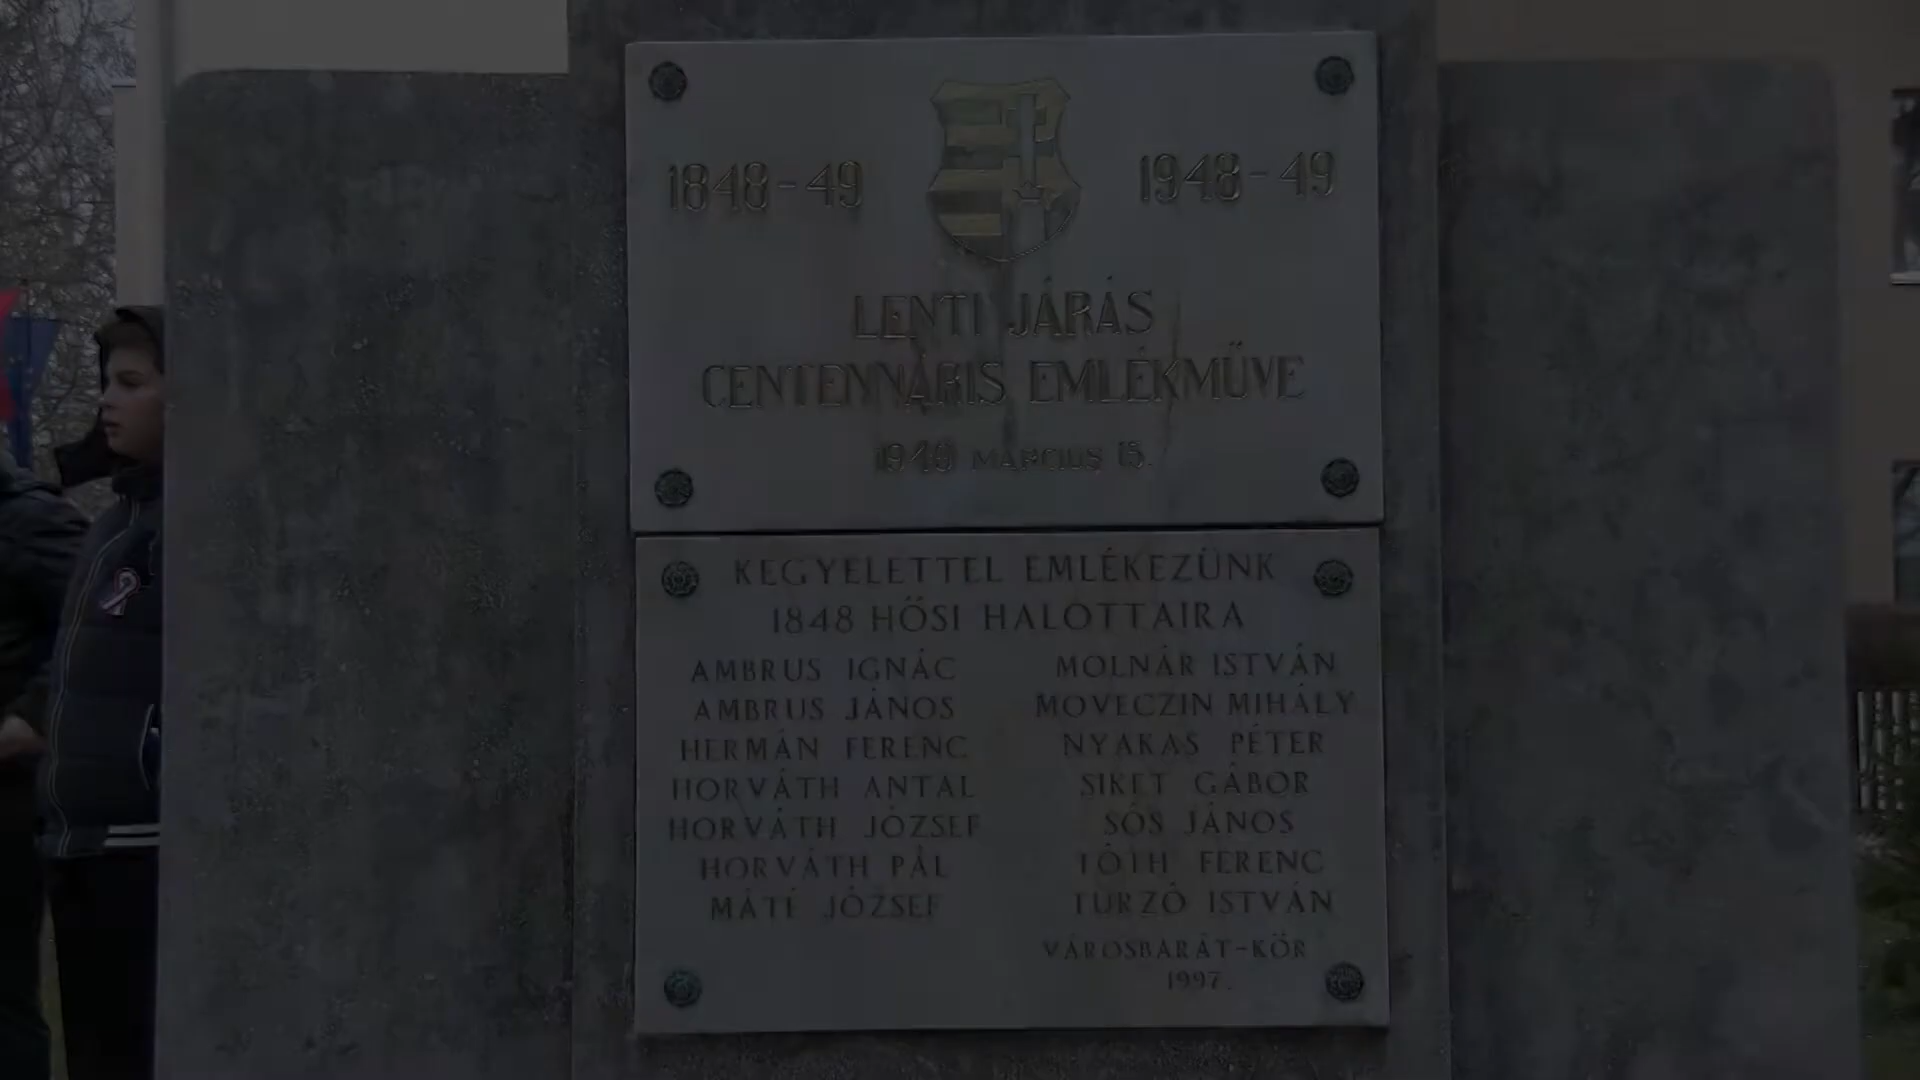 1848-49 1948-49
LENTI JÁRÁS
CENTENNÁRIS EMLÉKMŰVE
1949 MÁRCIUS 15.
KEGYELETTEL EMLÉKEZÜNK
1848 HŐSI HALOTTAIRA
AMBRUS IGNÁC
AMBRUS JÁNOS
HERMÁN FERENC
HORVÁTH ANTAL
HORVÁTH JÓZSEF
HORVÁTH PÁL
MÁTÉ JÓZSEF
MOLNÁR ISTVÁN
MOVECZIN MIHÁLY
NYAKAS PÉTER
SIKET GÁBOR
SÓS JÁNOS
TÓTH FERENC
TURZÓ ISTVÁN
VÁROSBARÁT-KÖR
1997.